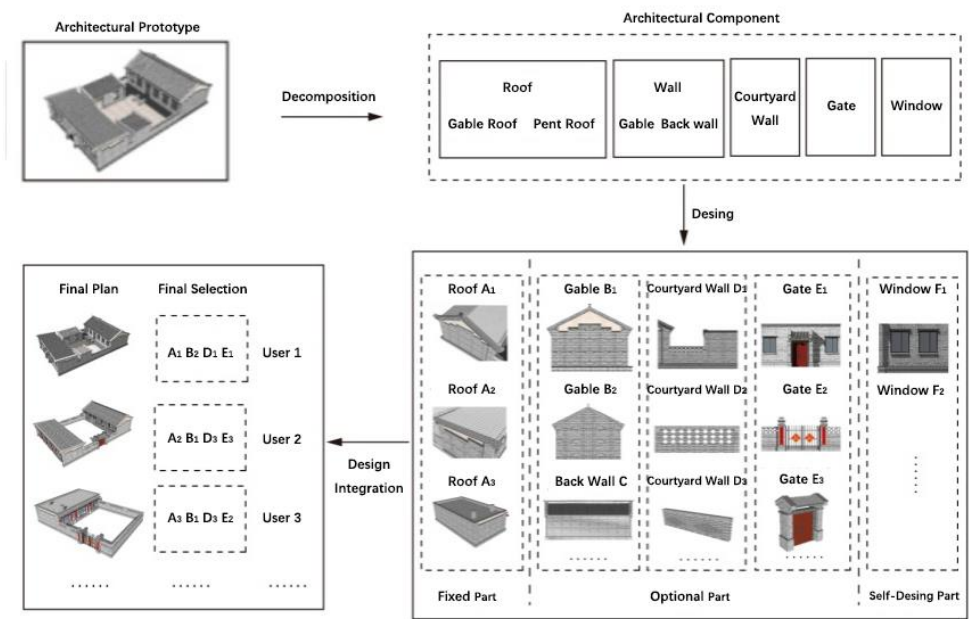 Architectural Prototype
Architectural Component
Decomposition
Roof
Gable Roof Pent Roof
Wall
Gable Back wall
Courtyard
Wall
Gate
Window
Desing
Final Plan
Final Selection
A1 B2 D1 E1
User 1
A2 B1 D3 E3
User 2
A3 B1 D3 E2
User 3
...... ...... ......
Design
Integration
Roof A1
Roof A2
Roof A3
Fixed Part
Gable B1
Gable B2
Back Wall C
......
Courtyard Wall D1
Courtyard Wall D2
Courtyard Wall D3
......
Gate E1
Gate E2
Gate E3
......
Optional Part
Window F1
Window F2
......
Self-Desing Part